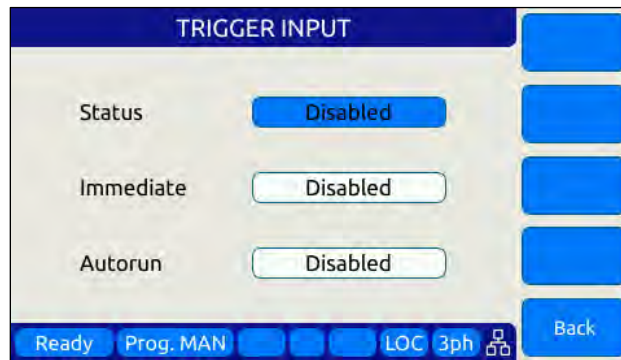 TRIGGER INPUT
Status Disabled
Immediate Disabled
Autorun Disabled
Back
Ready Prog. MAN LOC 3ph